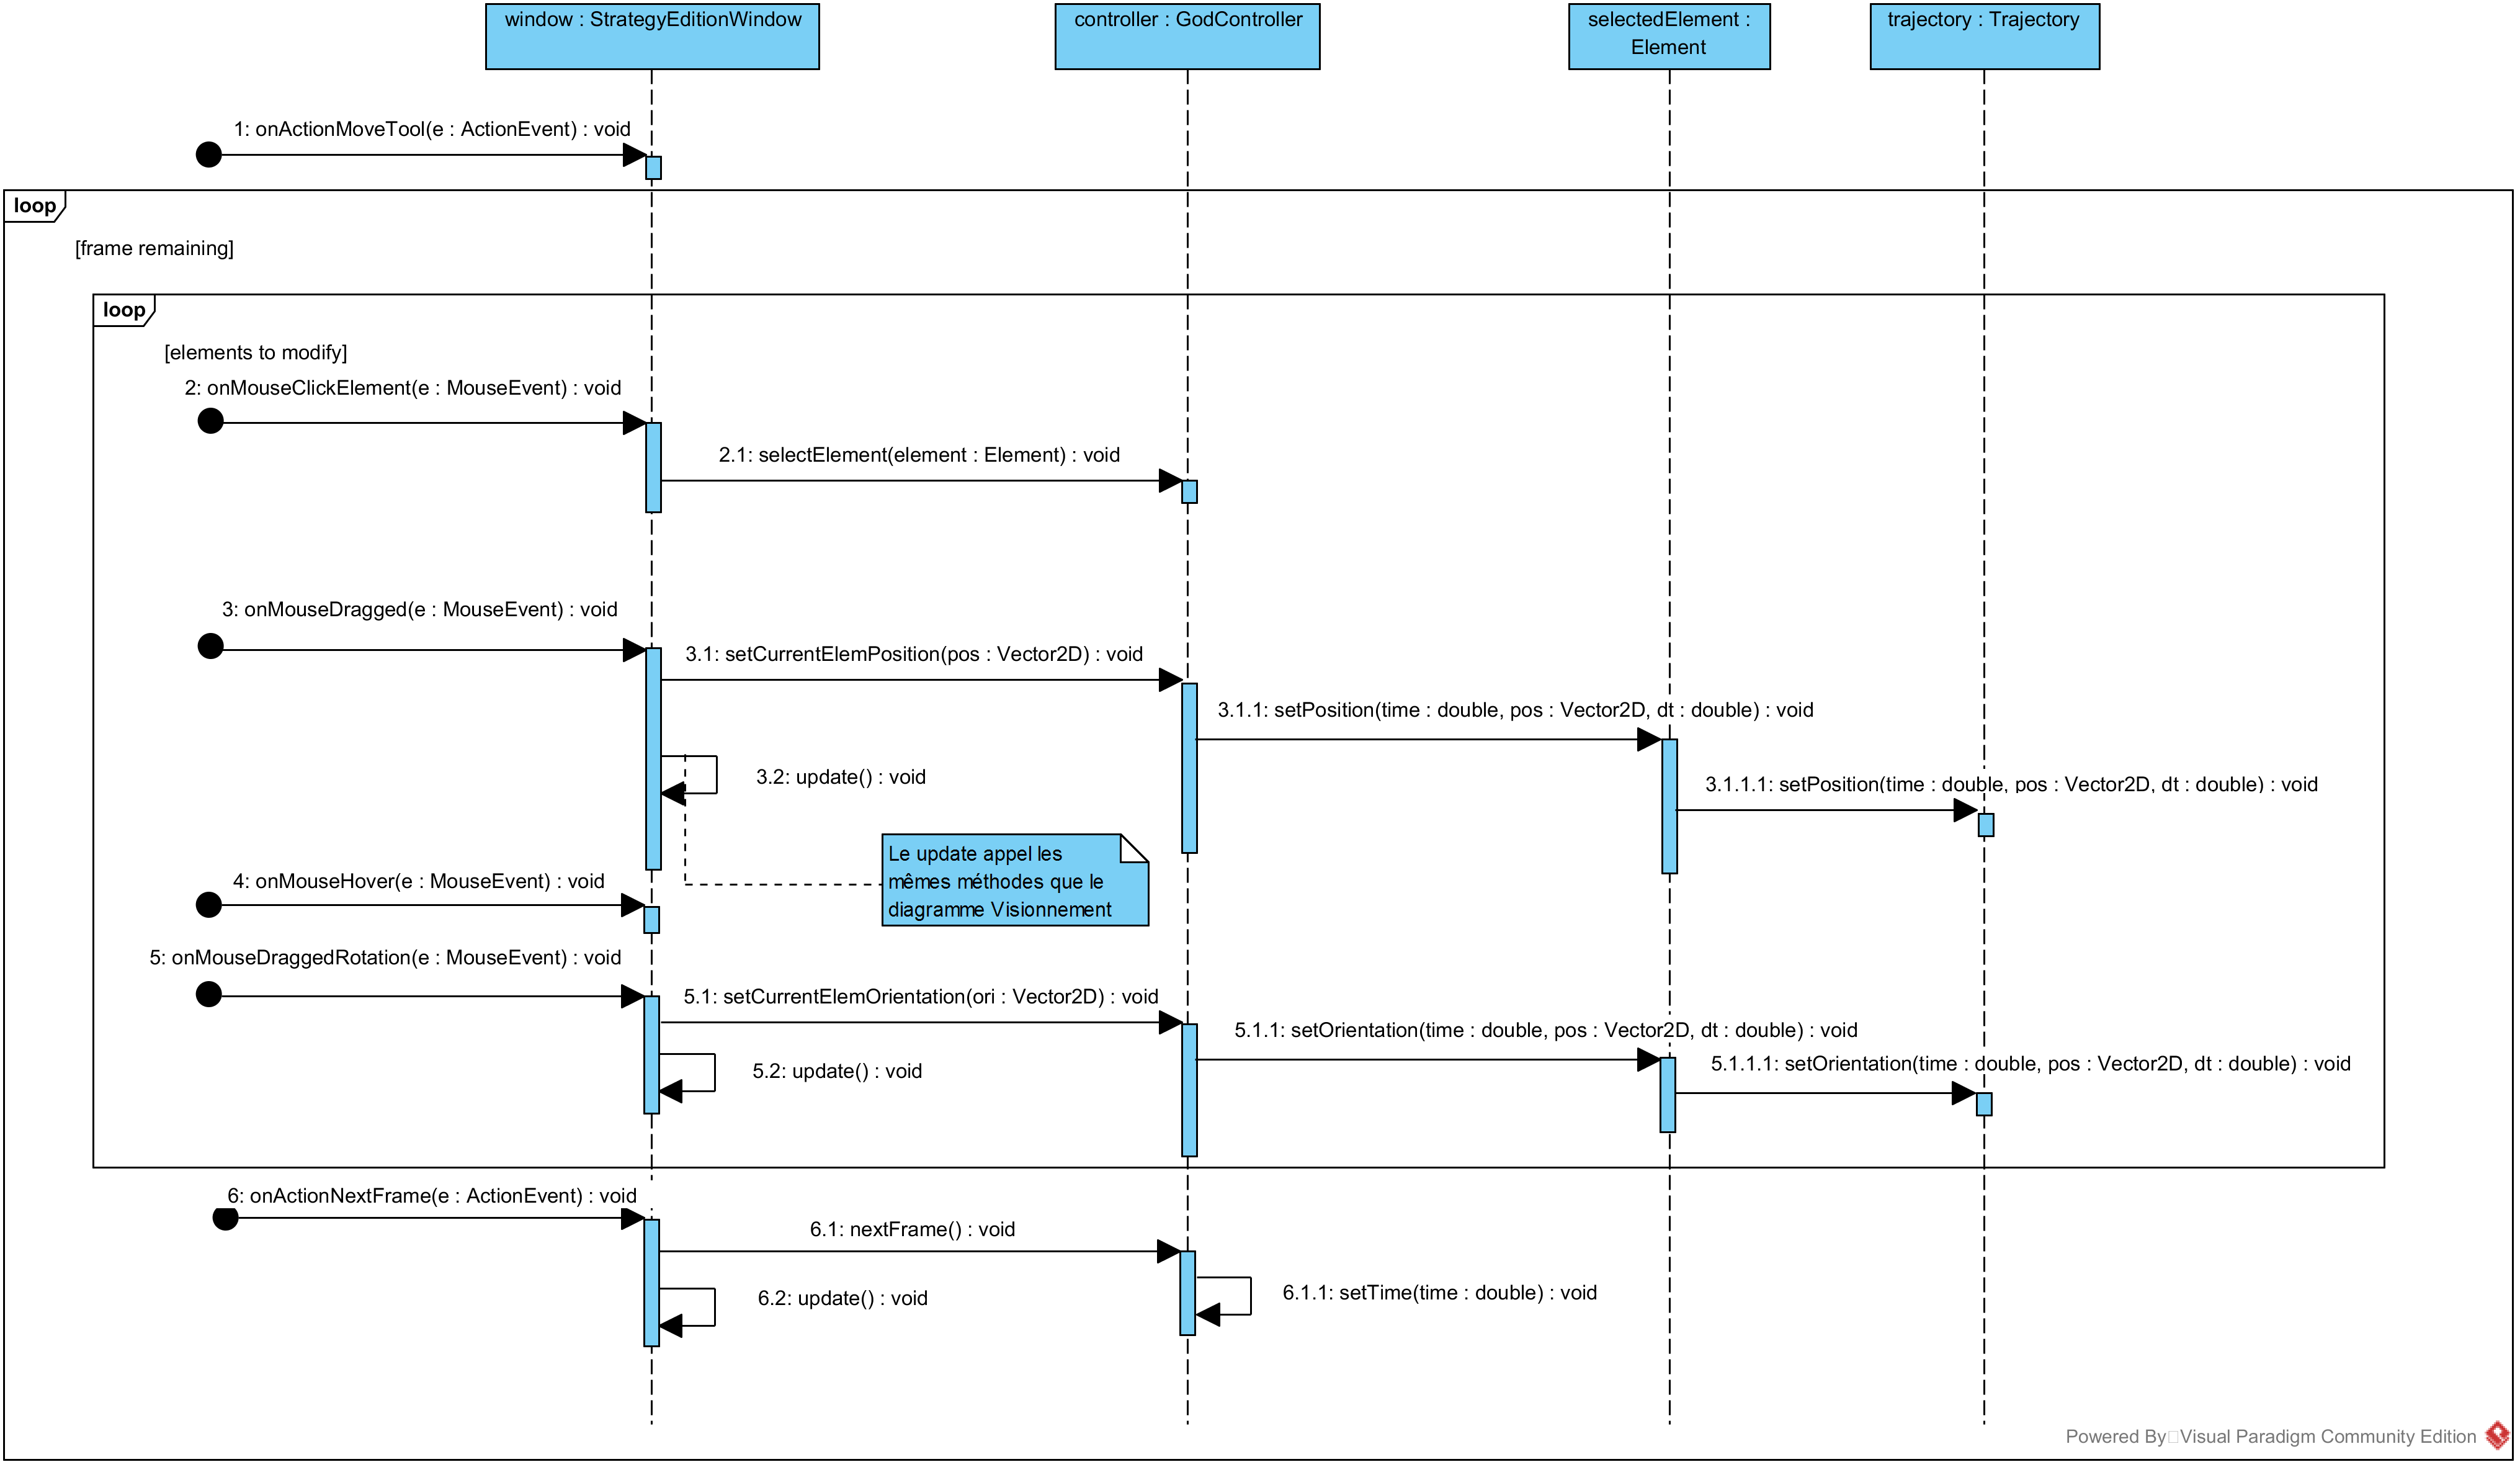 window : StrategyEditionWindow
controller : GodController
selectedElement :
Element
trajectory : Trajectory
1: onActionMoveTool(e : ActionEvent) : void
loop
[frame remaining]
loop
[elements to modify]
2: onMouseClickElement(e : MouseEvent) : void
2.1: selectElement(element : Element) : void
3: onMouseDragged(e : MouseEvent) : void
3.1: setCurrentElemPosition(pos : Vector2D) : void
3.1.1: setPosition(time : double, pos : Vector2D, dt : double) : void
3.2: update() : void
3.1.1.1: setPosition(time : double, pos : Vector2D, dt : double) : void
Le update appel les
mêmes méthodes que le
diagramme Visionnement
4: onMouseHover(e : MouseEvent) : void
5: onMouseDraggedRotation(e : MouseEvent) : void
5.1: setCurrentElemOrientation(ori : Vector2D) : void
5.1.1: setOrientation(time : double, pos : Vector2D, dt : double) : void
5.2: update() : void
5.1.1.1: setOrientation(time : double, pos : Vector2D, dt : double) : void
6: onActionNextFrame(e : ActionEvent) : void
6.1: nextFrame() : void
6.2: update() : void
6.1.1: setTime(time : double) : void
Powered By Visual Paradigm Community Edition